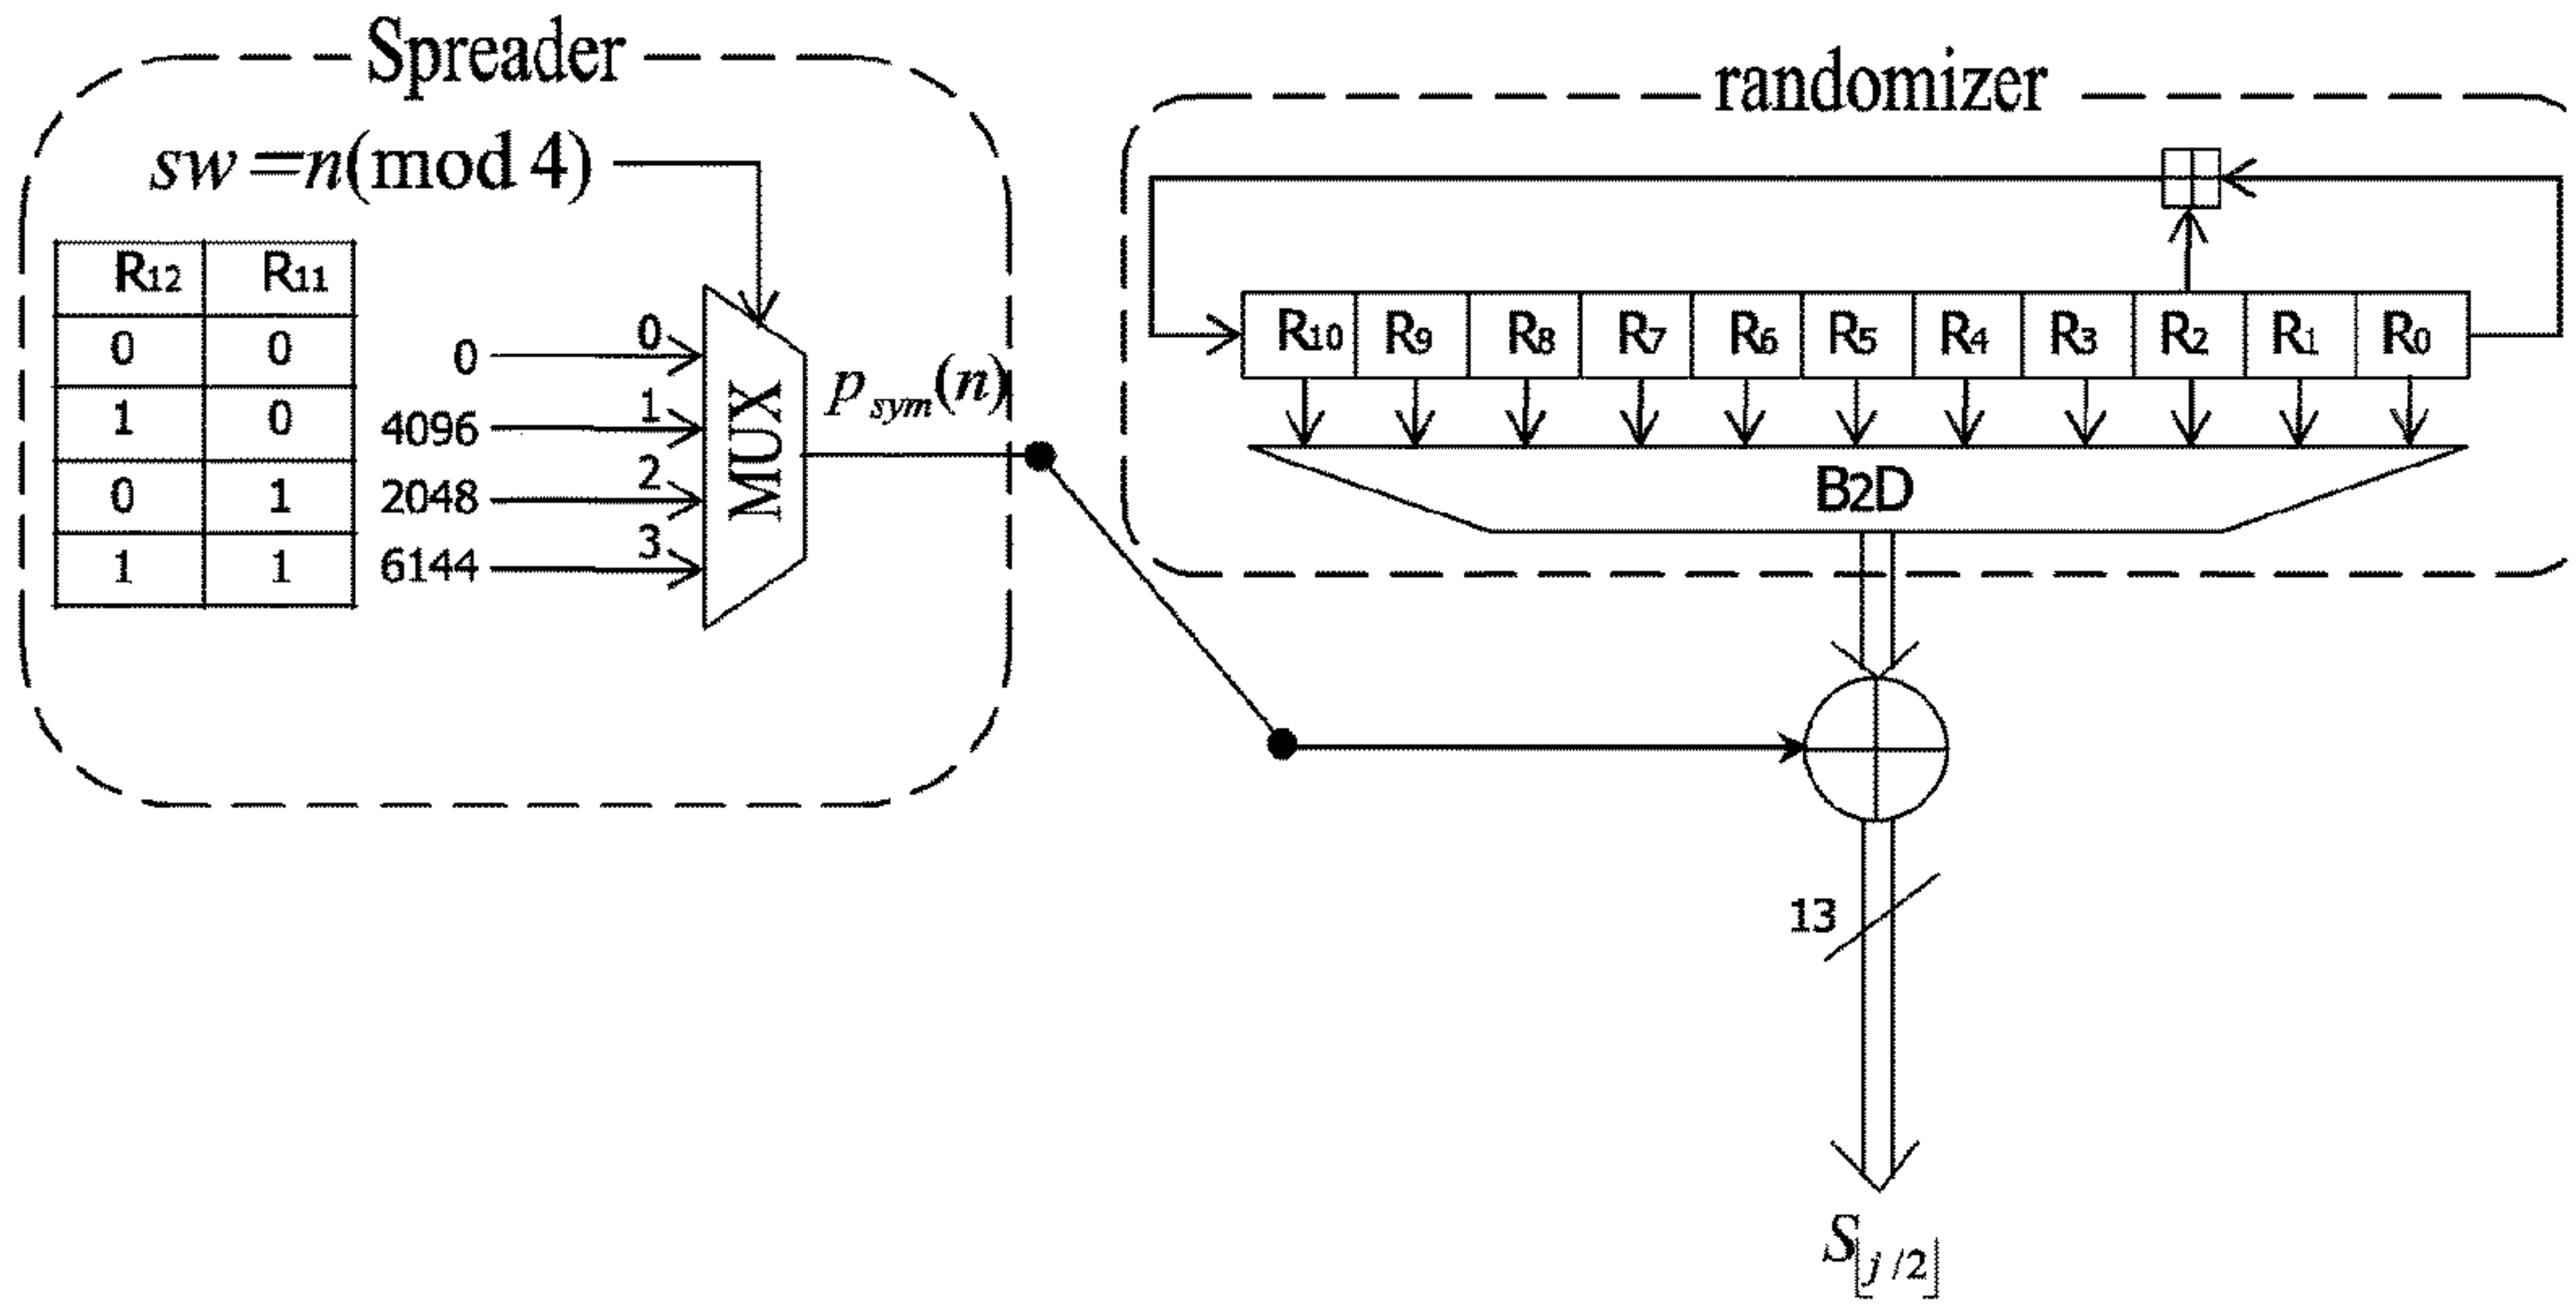 Spreader
sw=n(mod 4)
R12 R11
0 0
1 0
0 1
1 1
0 0
4096 1
2048 2
6144 3
MUX
p sym (n)
randomizer
R10 R9 R8 R7 R6 R5 R4 R3 R2 R1 R0
B2D
13
S⌊j/2⌋